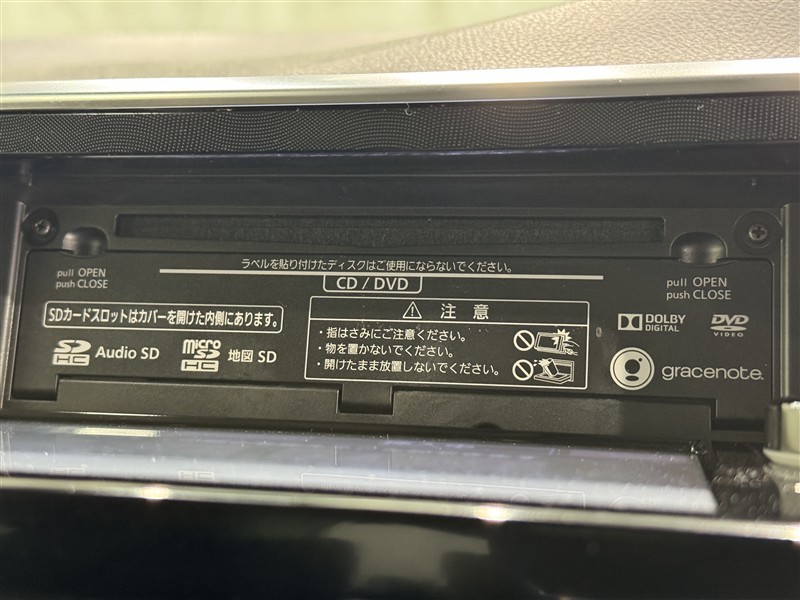 ラベルを貼り付けたディスクはご使用にならないでください。
CD / DVD
pull OPEN
push CLOSE
pull OPEN
push CLOSE
SDカードスロットはカバーを開けた内側にあります。
SD HC Audio SD
micro SD HC 地図 SD
注 意
・指はさみにご注意ください。
・物を置かないでください。
・開けたまま放置しないでください。
DOLBY
DIGITAL
DVD
VIDEO
gracenote.